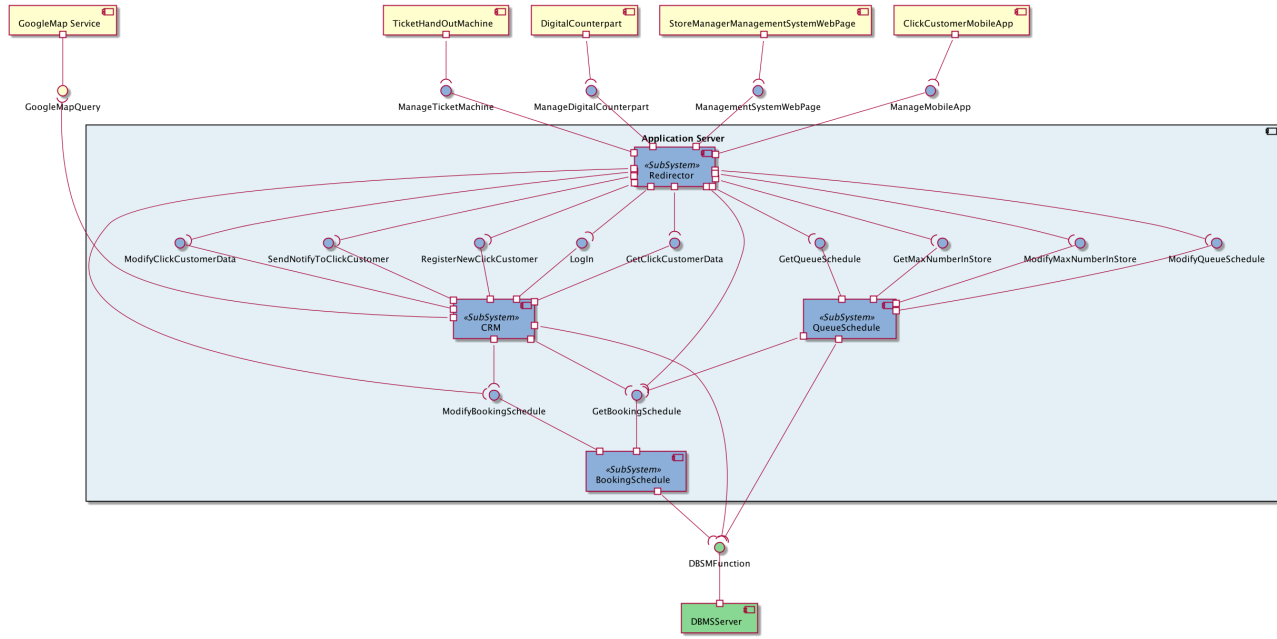 GoogleMap Service
TicketHandOutMachine
DigitalCounterpart
StoreManagerManagementSystemWebPage
ClickCustomerMobileApp
GoogleMapQuery
ManageTicketMachine
ManageDigitalCounterpart
ManagementSystemWebPage
ManageMobileApp
Application Server
«SubSystem»
Redirector
ModifyClickCustomerData
SendNotifyToClickCustomer
RegisterNewClickCustomer
LogIn
GetClickCustomerData
GetQueueSchedule
GetMaxNumberInStore
ModifyMaxNumberInStore
ModifyQueueSchedule
«SubSystem»
CRM
«SubSystem»
QueueSchedule
ModifyBookingSchedule
GetBookingSchedule
«SubSystem»
BookingSchedule
DBSMFunction
DBMSServer